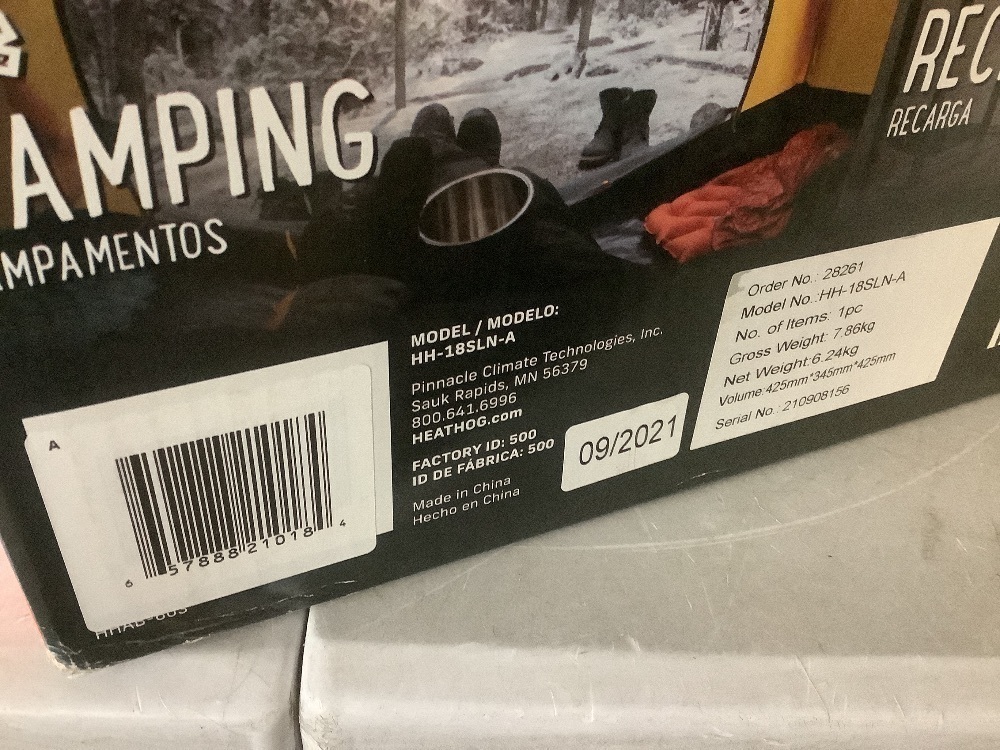 AMPING
MPAMENTOS
REC
RECARGA
MODEL / MODELO:
HH-18SLN-A
Pinnacle Climate Technologies, Inc.
Sauk Rapids, MN 56379
800.641.6996
HEATHOG.com
FACTORY ID: 500
ID DE FÁBRICA: 500
Made in China
Hecho en China
09/2021
Order No.: 28261
Model No.:HH-18SLN-A
No. of Items: 1pc
Gross Weight: 7.86kg
Net Weight:6.24kg
Volume:425mm*345mm*425mm
Serial No.: 210908156
A
6 57888 21018 4